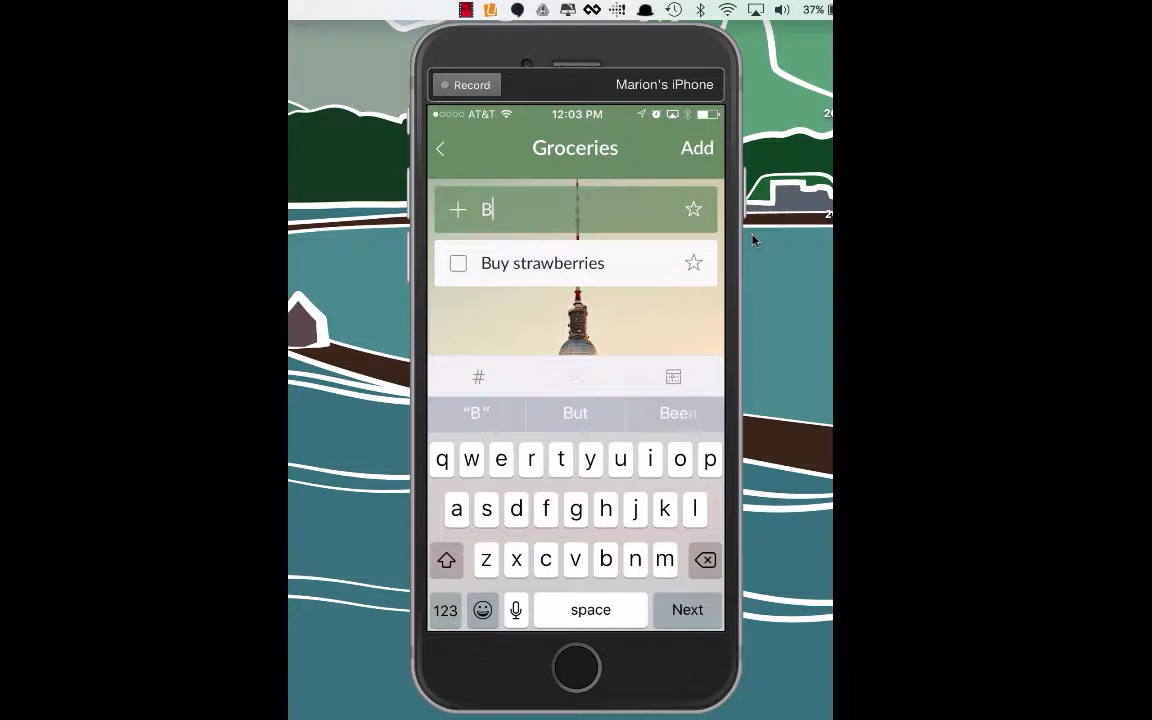 37%
Record Marion's iPhone
AT&T 12:03 PM
Groceries Add
B
Buy strawberries
#
"B" But Been
q w e r t y u i o p
a s d f g h j k l
z x c v b n m
123 space Next